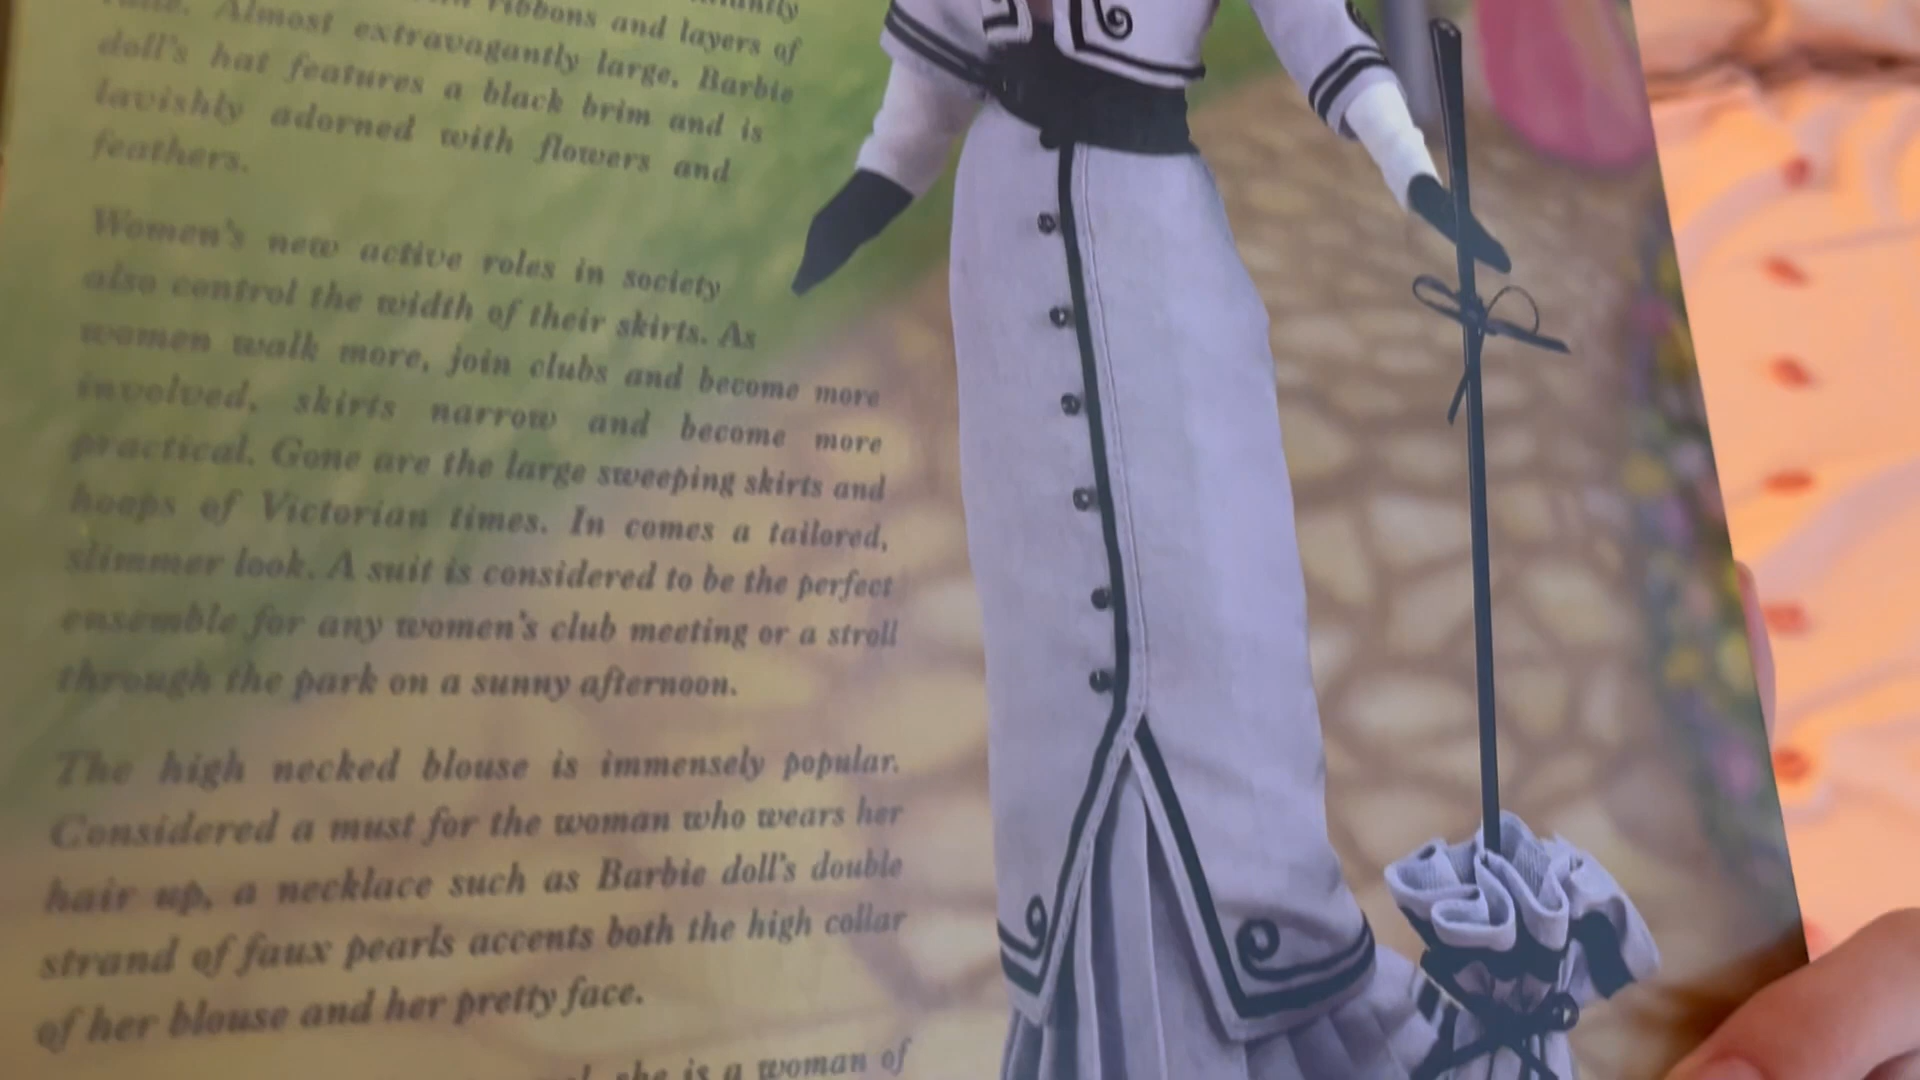 ribbons and layers of
Almost extravagantly large, Barbie
doll's hat features a black brim and is
lavishly adorned with flowers and
feathers.
Women's new active roles in society
also control the width of their skirts. As
women walk more, join clubs and become more
involved, skirts narrow and become more
practical. Gone are the large sweeping skirts and
hoops of Victorian times. In comes a tailored,
slimmer look. A suit is considered to be the perfect
ensemble for any women's club meeting or a stroll
through the park on a sunny afternoon.
The high necked blouse is immensely popular.
Considered a must for the woman who wears her
hair up, a necklace such as Barbie doll's double
strand of faux pearls accents both the high collar
of her blouse and her pretty face.
she is a woman of